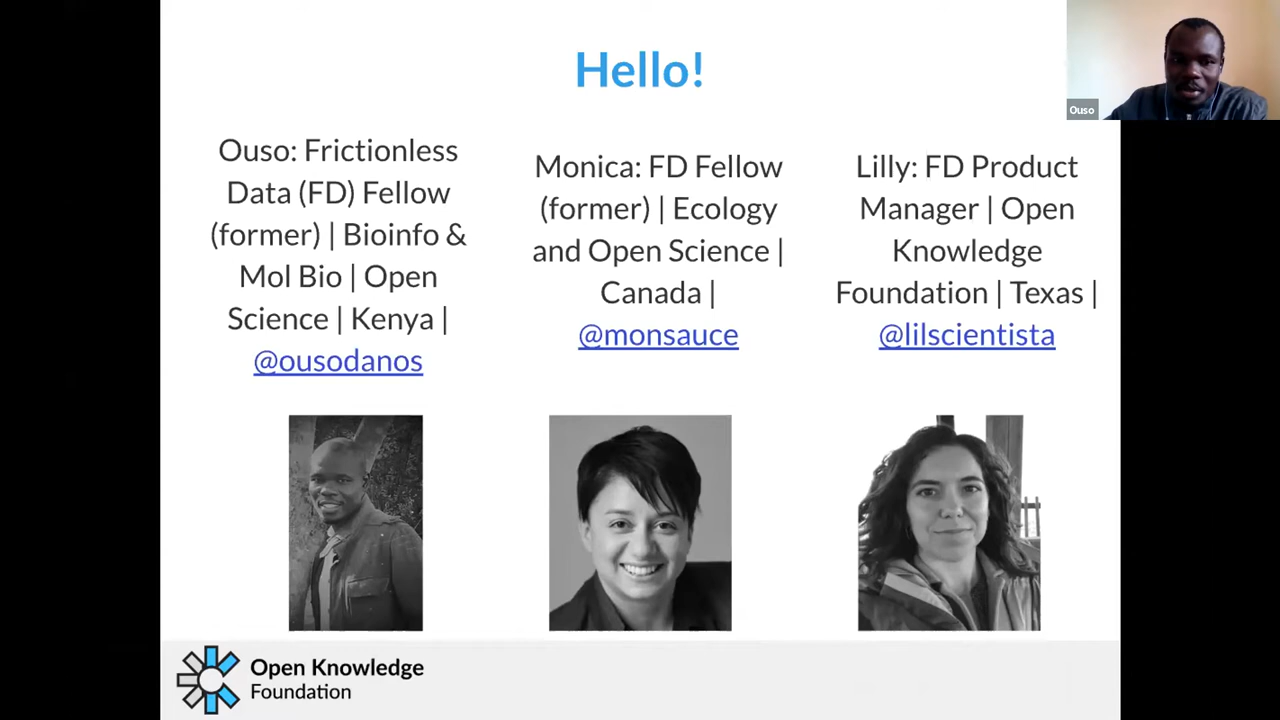 Hello!
Ouso
Ouso: Frictionless
Data (FD) Fellow
(former) | Bioinfo &
Mol Bio | Open
Science | Kenya |
@ousodanos
Monica: FD Fellow
(former) | Ecology
and Open Science |
Canada |
@monsauce
Lilly: FD Product
Manager | Open
Knowledge
Foundation | Texas |
@lilscientista
Open Knowledge
Foundation